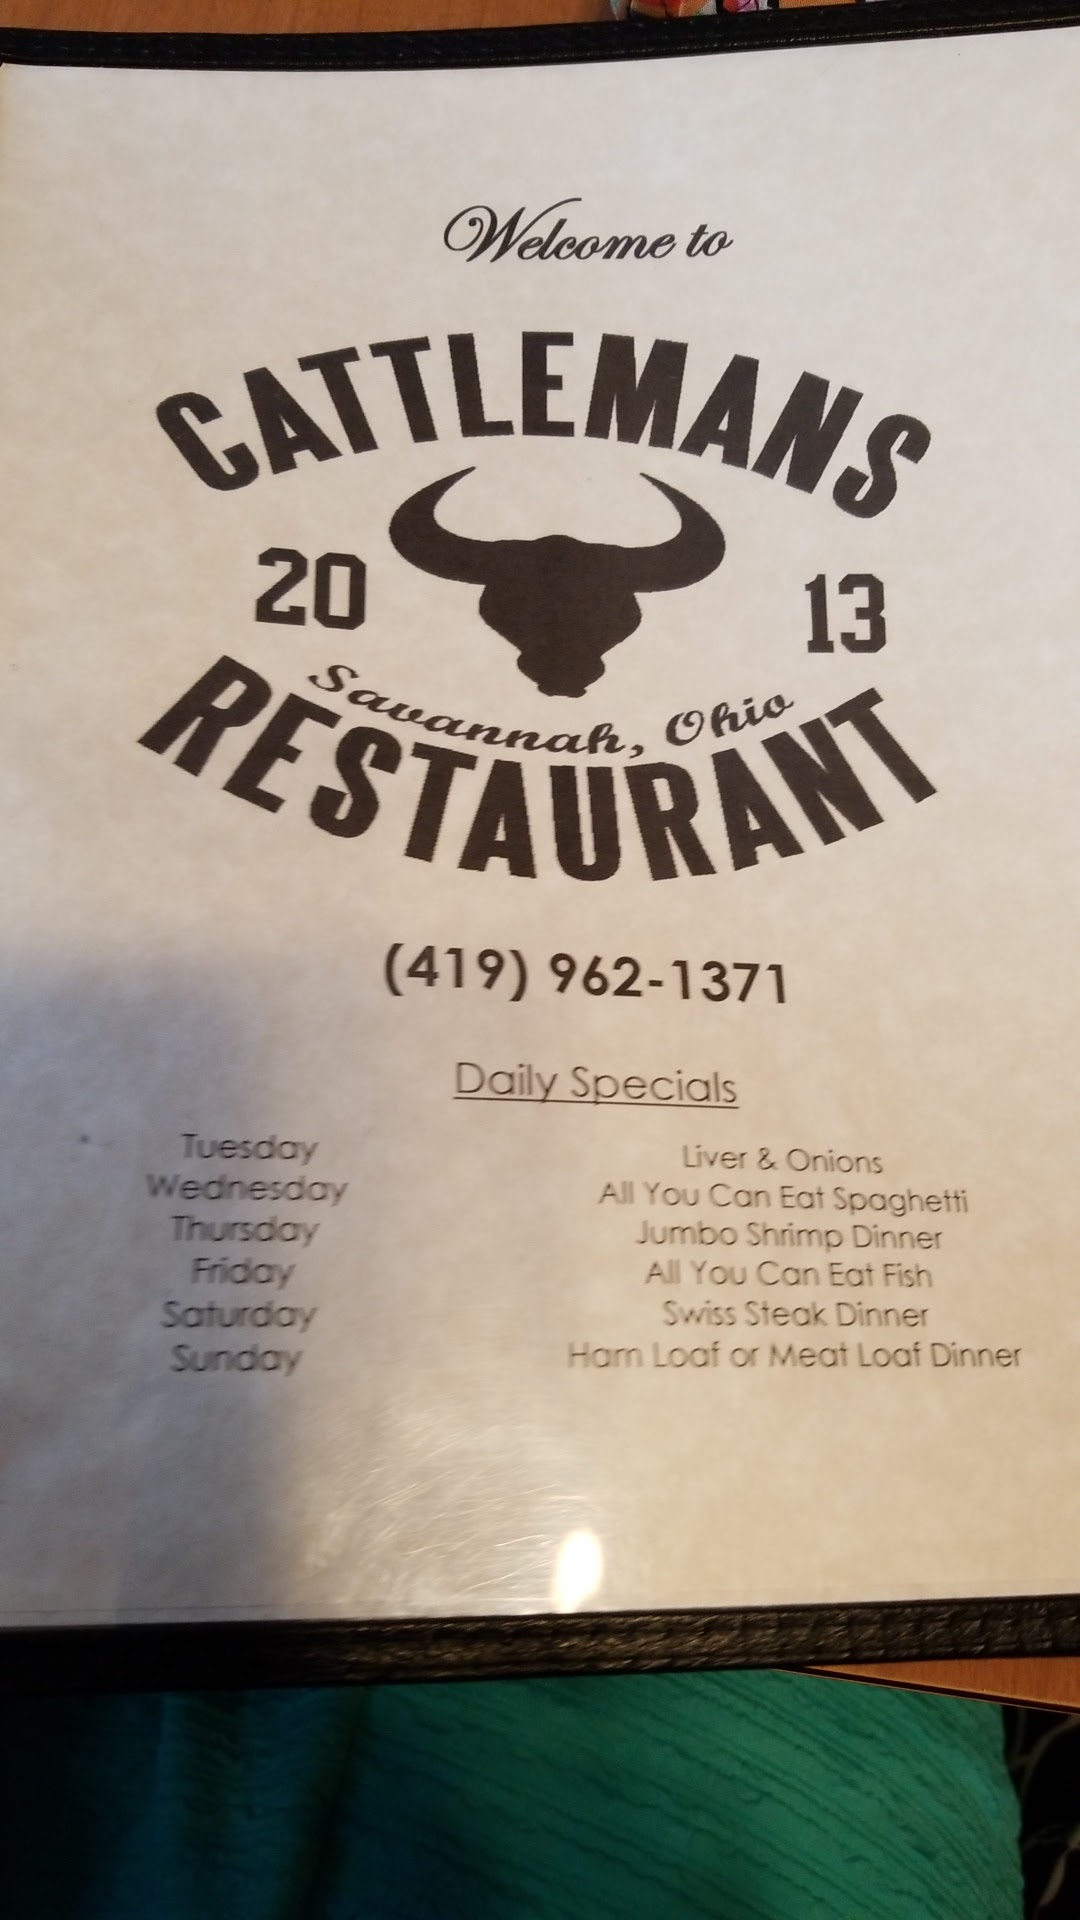 Welcome to
CATTLEMANS
20 13
Savannah, Ohio
RESTAURANT
(419) 962-1371
Daily Specials
Tuesday Liver & Onions
Wednesday All You Can Eat Spaghetti
Thursday Jumbo Shrimp Dinner
Friday All You Can Eat Fish
Saturday Swiss Steak Dinner
Sunday Ham Loaf or Meat Loaf Dinner